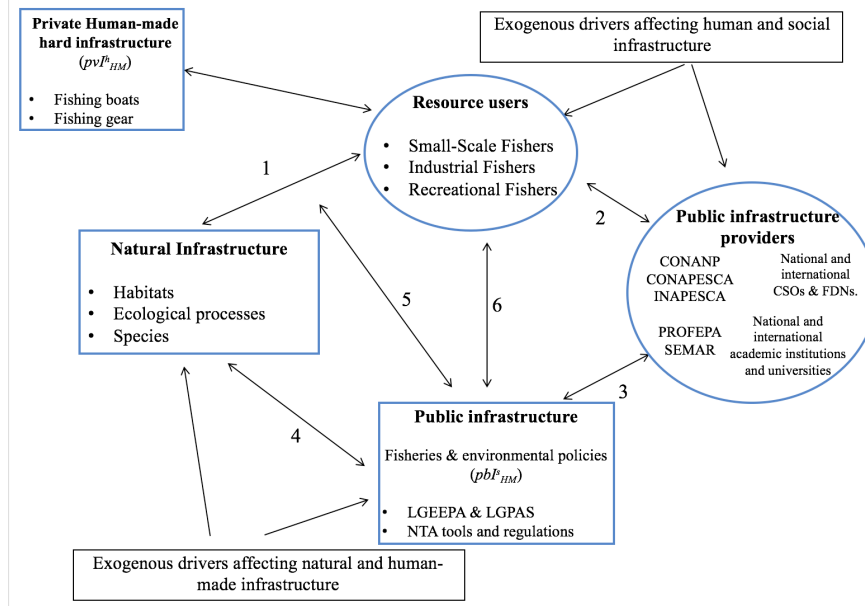 Private Human-made
hard infrastructure
(pvIʰHM)
• Fishing boats
• Fishing gear
Exogenous drivers affecting human and social
infrastructure
Resource users
• Small-Scale Fishers
• Industrial Fishers
• Recreational Fishers
1
2
Natural Infrastructure
• Habitats
• Ecological processes
• Species
Public infrastructure
providers
CONANP
CONAPESCA
INAPESCA
National and
international
CSOs & FDNs.
PROFEPA
SEMAR
National and
international
academic institutions
and universities
5
6
3
4
Public infrastructure
Fisheries & environmental policies
(pbIˢHM)
• LGEEPA & LGPAS
• NTA tools and regulations
Exogenous drivers affecting natural and human-
made infrastructure